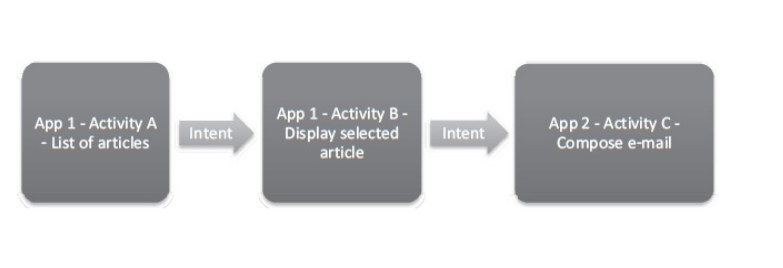 App 1 - Activity A
- List of articles
Intent
App 1 - Activity B -
Display selected
article
Intent
App 2 - Activity C -
Compose e-mail